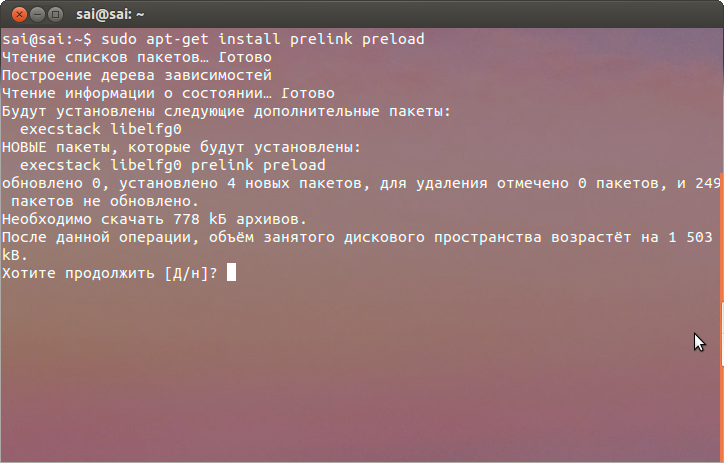 sai@sai: ~
sai@sai:~$ sudo apt-get install prelink preload
Чтение списков пакетов… Готово
Построение дерева зависимостей
Чтение информации о состоянии… Готово
Будут установлены следующие дополнительные пакеты:
  execstack libelfg0
НОВЫЕ пакеты, которые будут установлены:
  execstack libelfg0 prelink preload
обновлено 0, установлено 4 новых пакетов, для удаления отмечено 0 пакетов, и 249
 пакетов не обновлено.
Необходимо скачать 778 kБ архивов.
После данной операции, объём занятого дискового пространства возрастёт на 1 503
kB.
Хотите продолжить [Д/н]?